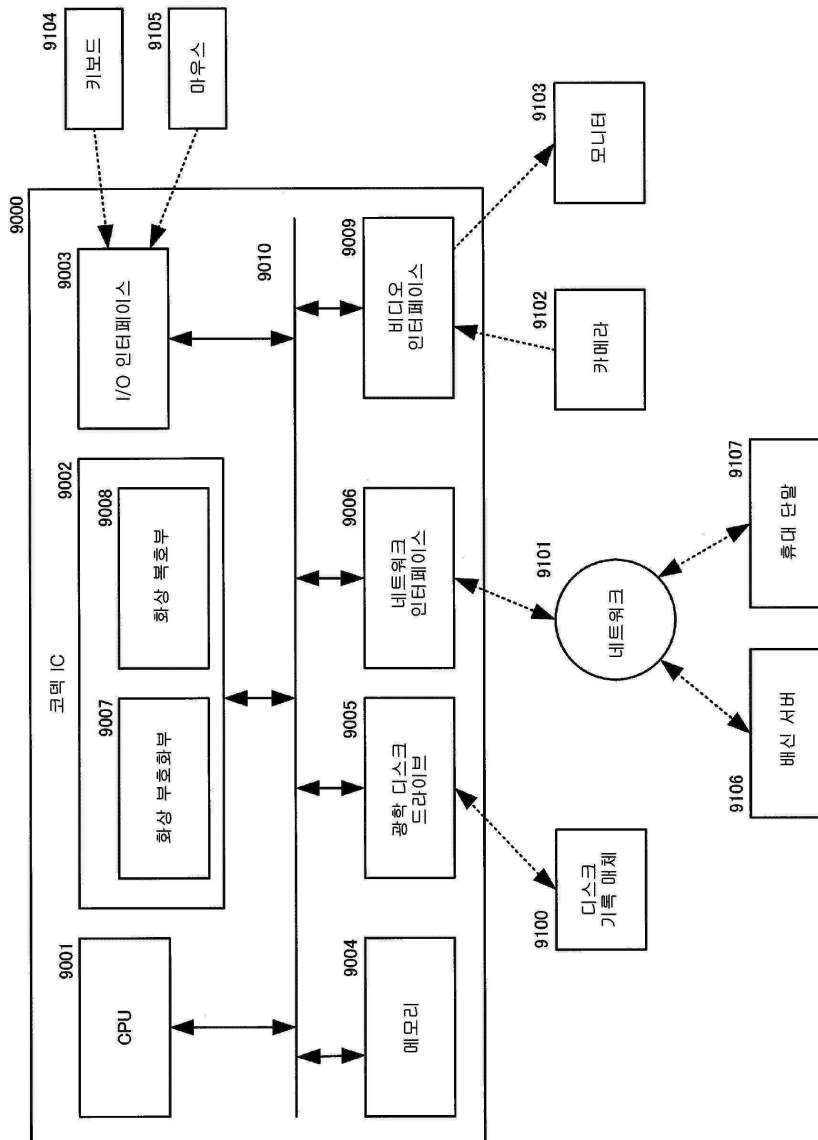 9000
9001
CPU
코덱 IC
9002
9007
화상 부호화부
9008
화상 복호부
9003
I/O 인터페이스
9104
키보드
9105
마우스
9010
9004
메모리
9005
광학 디스크
드라이브
9006
네트워크
인터페이스
9009
비디오
인터페이스
9100
디스크
기록 매체
9101
네트워크
9102
카메라
9103
모니터
9106
배신 서버
9107
휴대 단말